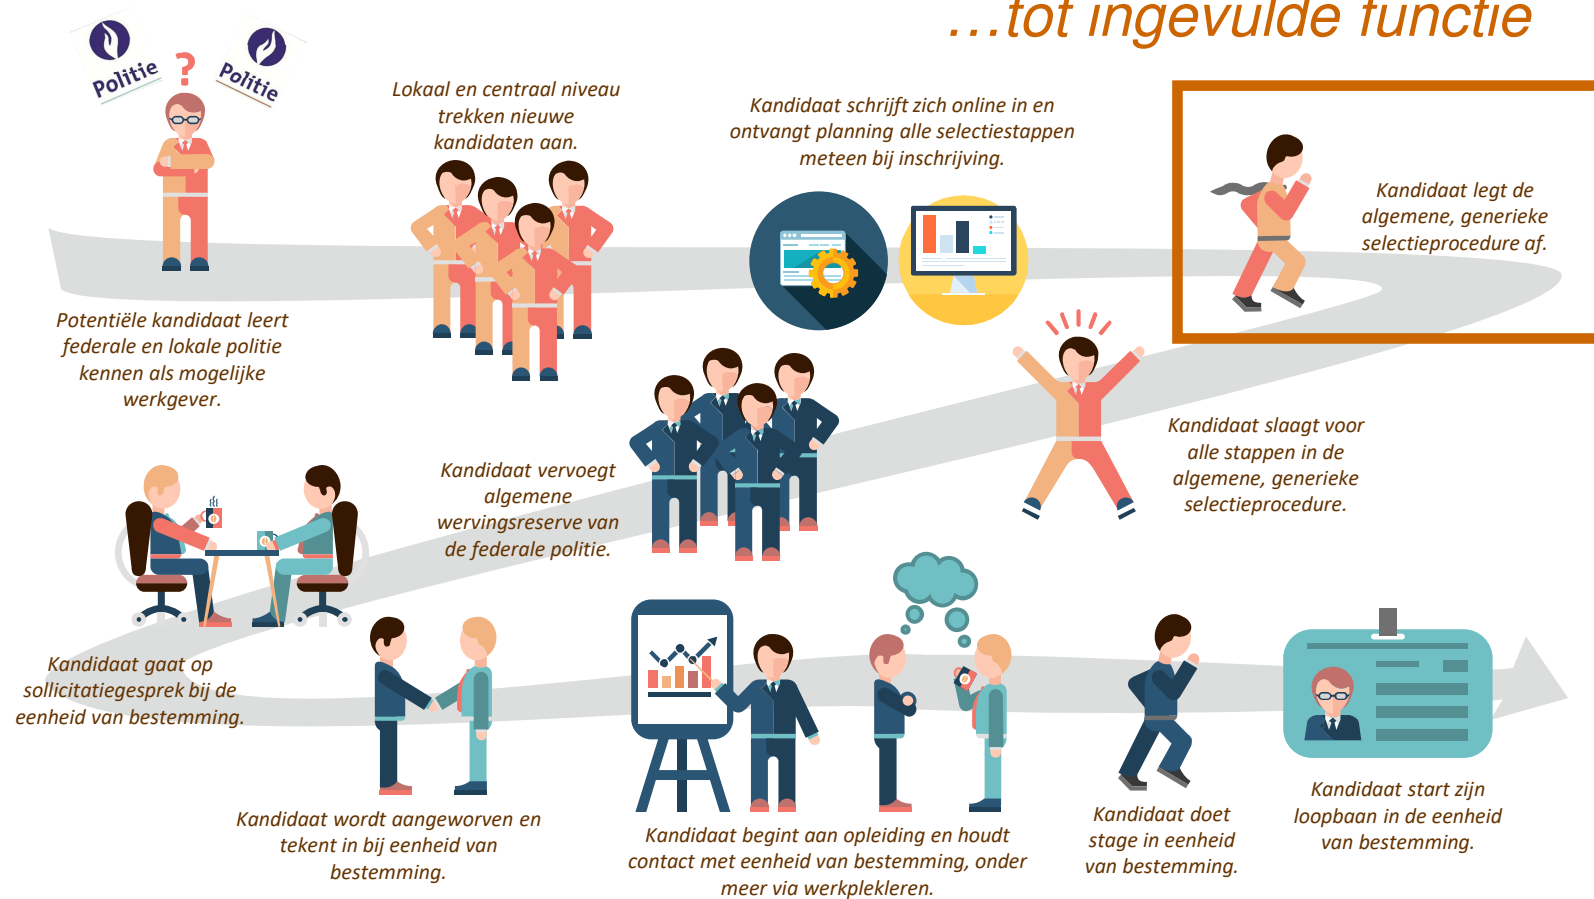 …tot ingevulde functie
Politie
?
Politie
Lokaal en centraal niveau
trekken nieuwe
kandidaten aan.
Kandidaat schrijft zich online in en
ontvangt planning alle selectiestappen
meteen bij inschrijving.
Kandidaat legt de
algemene, generieke
selectieprocedure af.
Potentiële kandidaat leert
federale en lokale politie
kennen als mogelijke
werkgever.
Kandidaat slaagt voor
alle stappen in de
algemene, generieke
selectieprocedure.
Kandidaat vervoegt
algemene
wervingsreserve van
de federale politie.
Kandidaat gaat op
sollicitatiegesprek bij de
eenheid van bestemming.
Kandidaat wordt aangeworven en
tekent in bij eenheid van
bestemming.
Kandidaat begint aan opleiding en houdt
contact met eenheid van bestemming, onder
meer via werkplekleren.
Kandidaat doet
stage in eenheid
van bestemming.
Kandidaat start zijn
loopbaan in de eenheid
van bestemming.